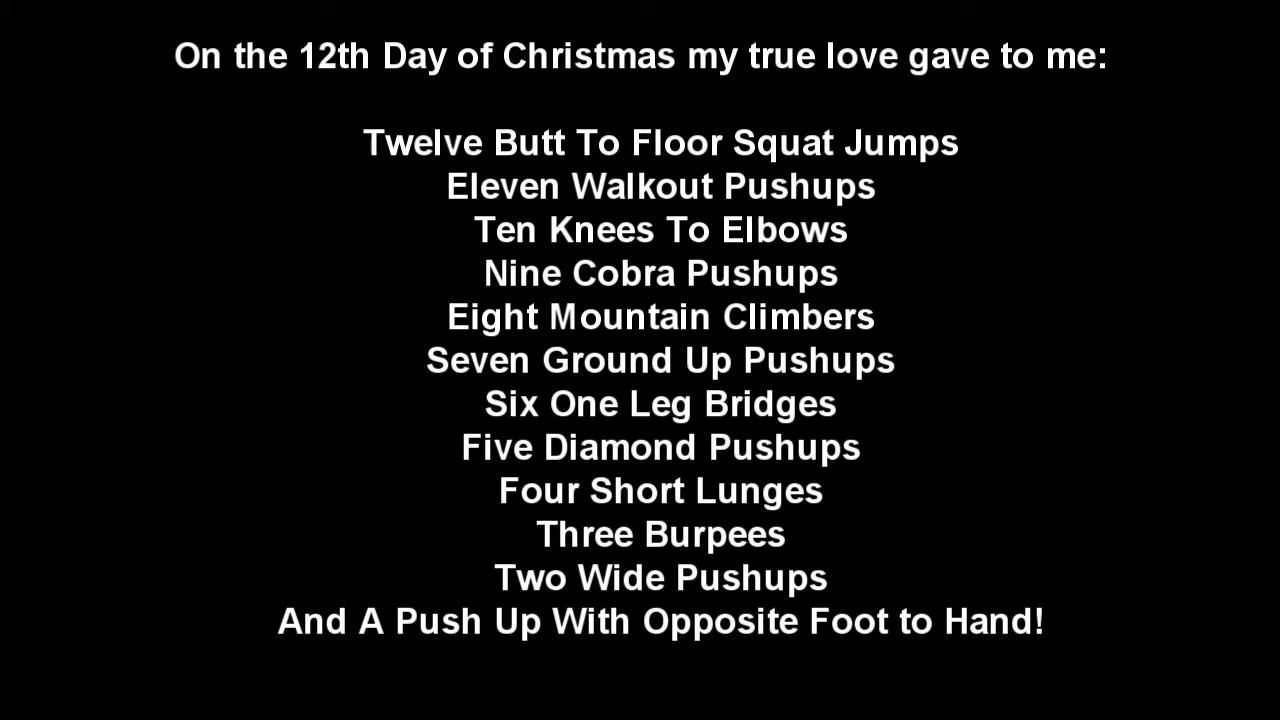 On the 12th Day of Christmas my true love gave to me:
Twelve Butt To Floor Squat Jumps
Eleven Walkout Pushups
Ten Knees To Elbows
Nine Cobra Pushups
Eight Mountain Climbers
Seven Ground Up Pushups
Six One Leg Bridges
Five Diamond Pushups
Four Short Lunges
Three Burpees
Two Wide Pushups
And A Push Up With Opposite Foot to Hand!